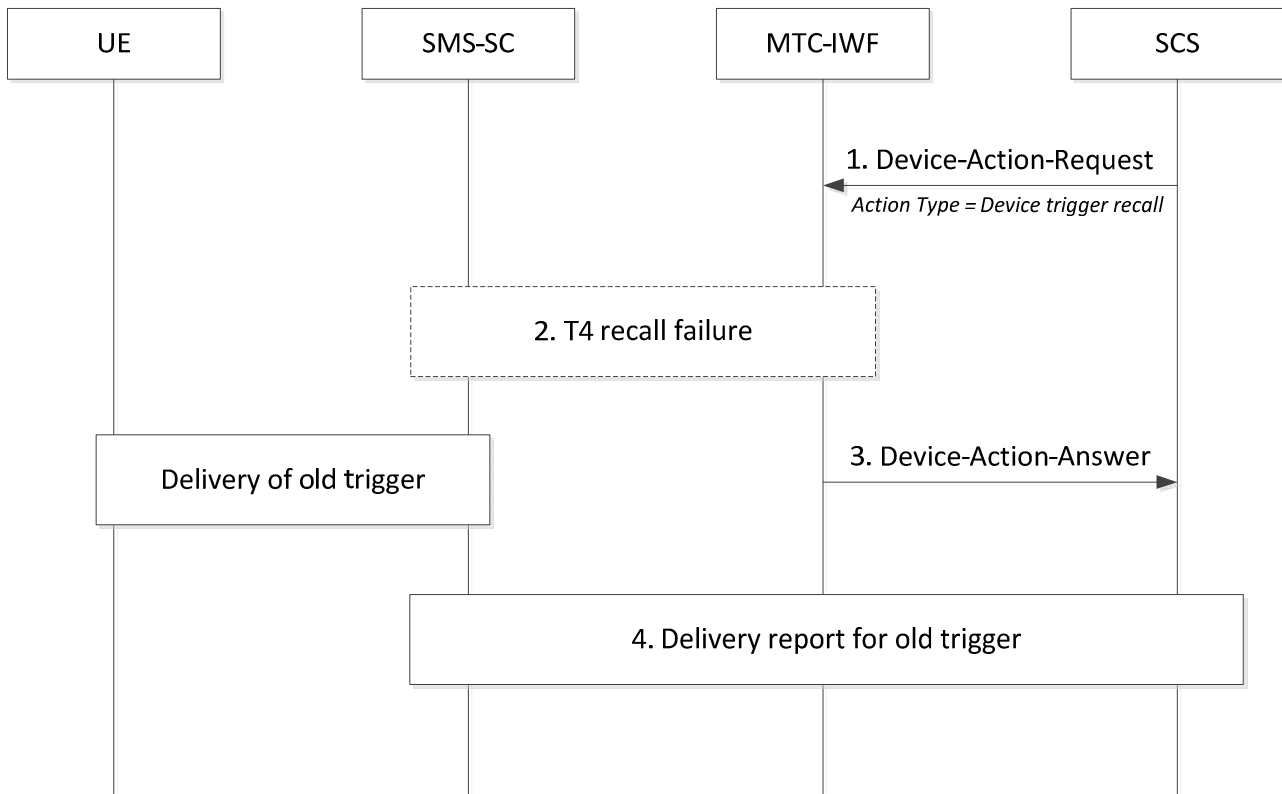 UE
SMS-SC
MTC-IWF
SCS
1. Device-Action-Request
Action Type = Device trigger recall
2. T4 recall failure
3. Device-Action-Answer
Delivery of old trigger
4. Delivery report for old trigger